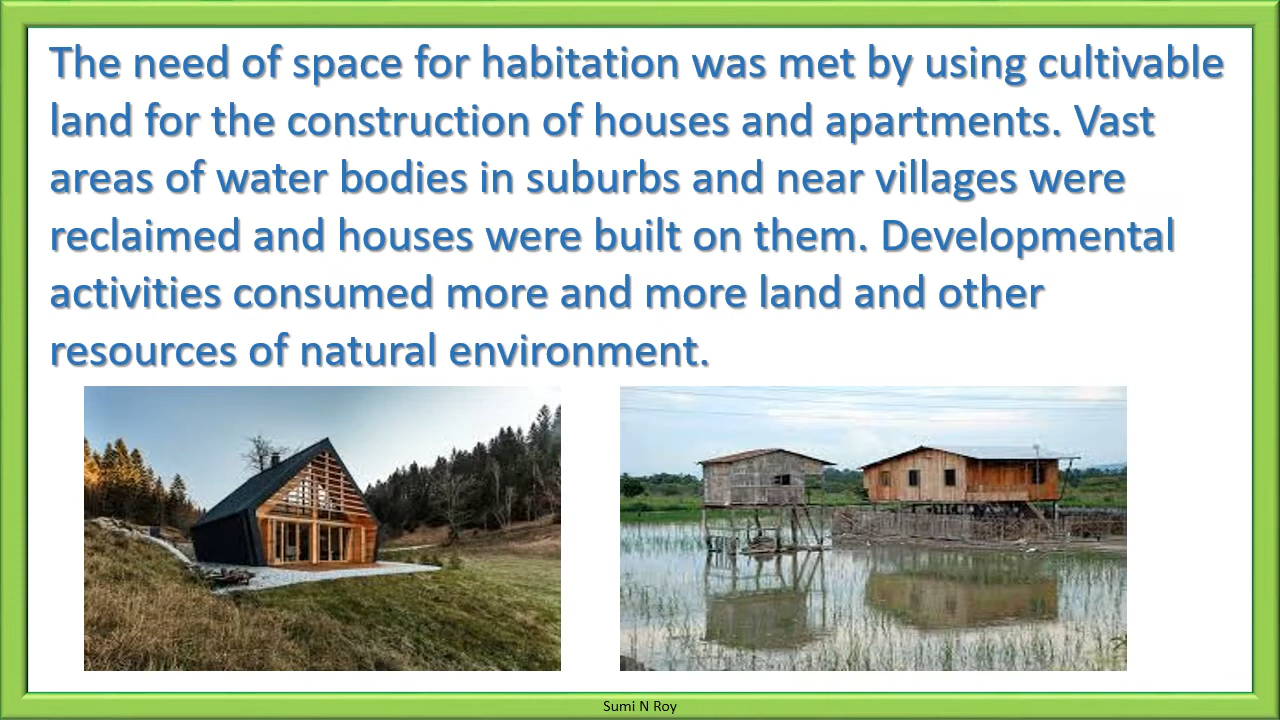 The need of space for habitation was met by using cultivable
land for the construction of houses and apartments. Vast
areas of water bodies in suburbs and near villages were
reclaimed and houses were built on them. Developmental
activities consumed more and more land and other
resources of natural environment.
Sumi N Roy